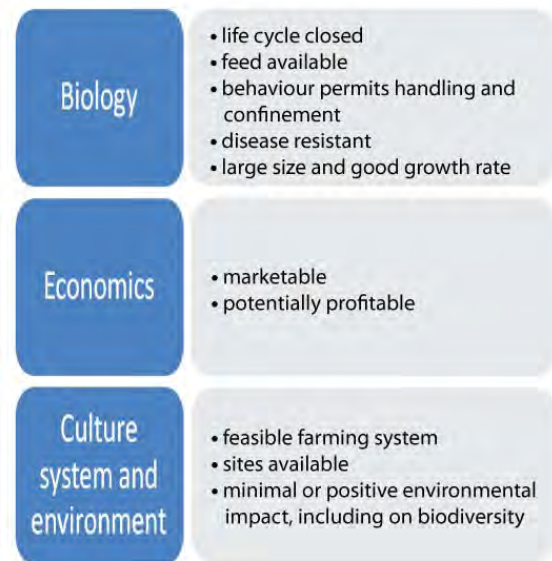 Biology
• life cycle closed
• feed available
• behaviour permits handling and
confinement
• disease resistant
• large size and good growth rate
Economics
• marketable
• potentially profitable
Culture
system and
environment
• feasible farming system
• sites available
• minimal or positive environmental
impact, including on biodiversity